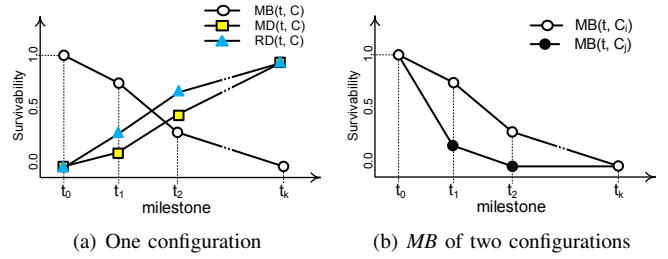 MB(t, C)
MD(t, C)
RD(t, C)
Survivability
1.0
0.5
0.0
t0
t1
t2
tk
milestone
(a) One configuration
MB(t, Ci)
MB(t, Cj)
Survivability
1.0
0.5
0.0
t0
t1
t2
tk
milestone
(b) MB of two configurations